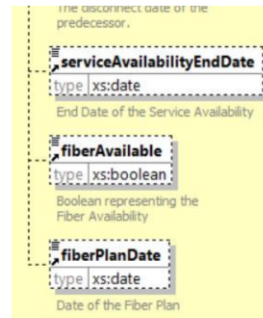 The disconnect date of the
predecessor.
serviceAvailabilityEndDate
type xs:date
End Date of the Service Availability
fiberAvailable
type xs:boolean
Boolean representing the
Fiber Availability
fiberPlanDate
type xs:date
Date of the Fiber Plan